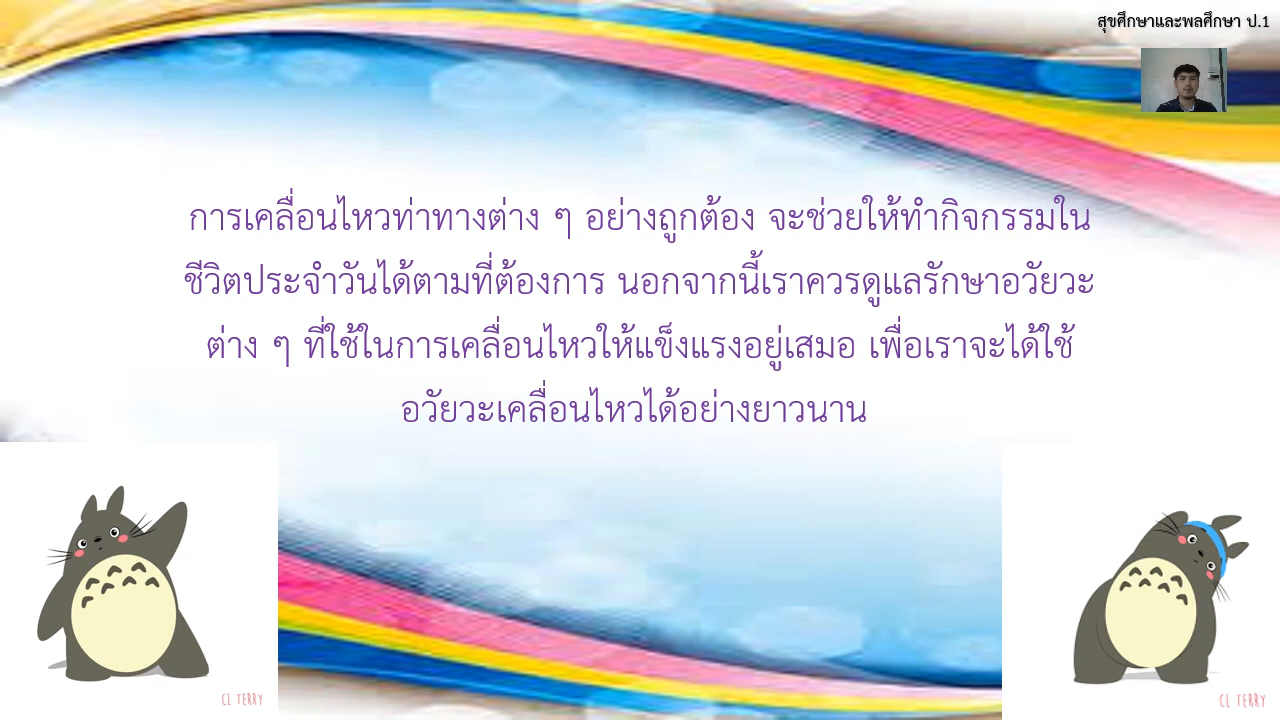 สุขศึกษาและพลศึกษา ป.1
การเคลื่อนไหวท่าทางต่าง ๆ อย่างถูกต้อง จะช่วยให้ทำกิจกรรมใน
ชีวิตประจำวันได้ตามที่ต้องการ นอกจากนี้เราควรดูแลรักษาอวัยวะ
ต่าง ๆ ที่ใช้ในการเคลื่อนไหวให้แข็งแรงอยู่เสมอ เพื่อเราจะได้ใช้
อวัยวะเคลื่อนไหวได้อย่างยาวนาน
CL TERRY
CL TERRY